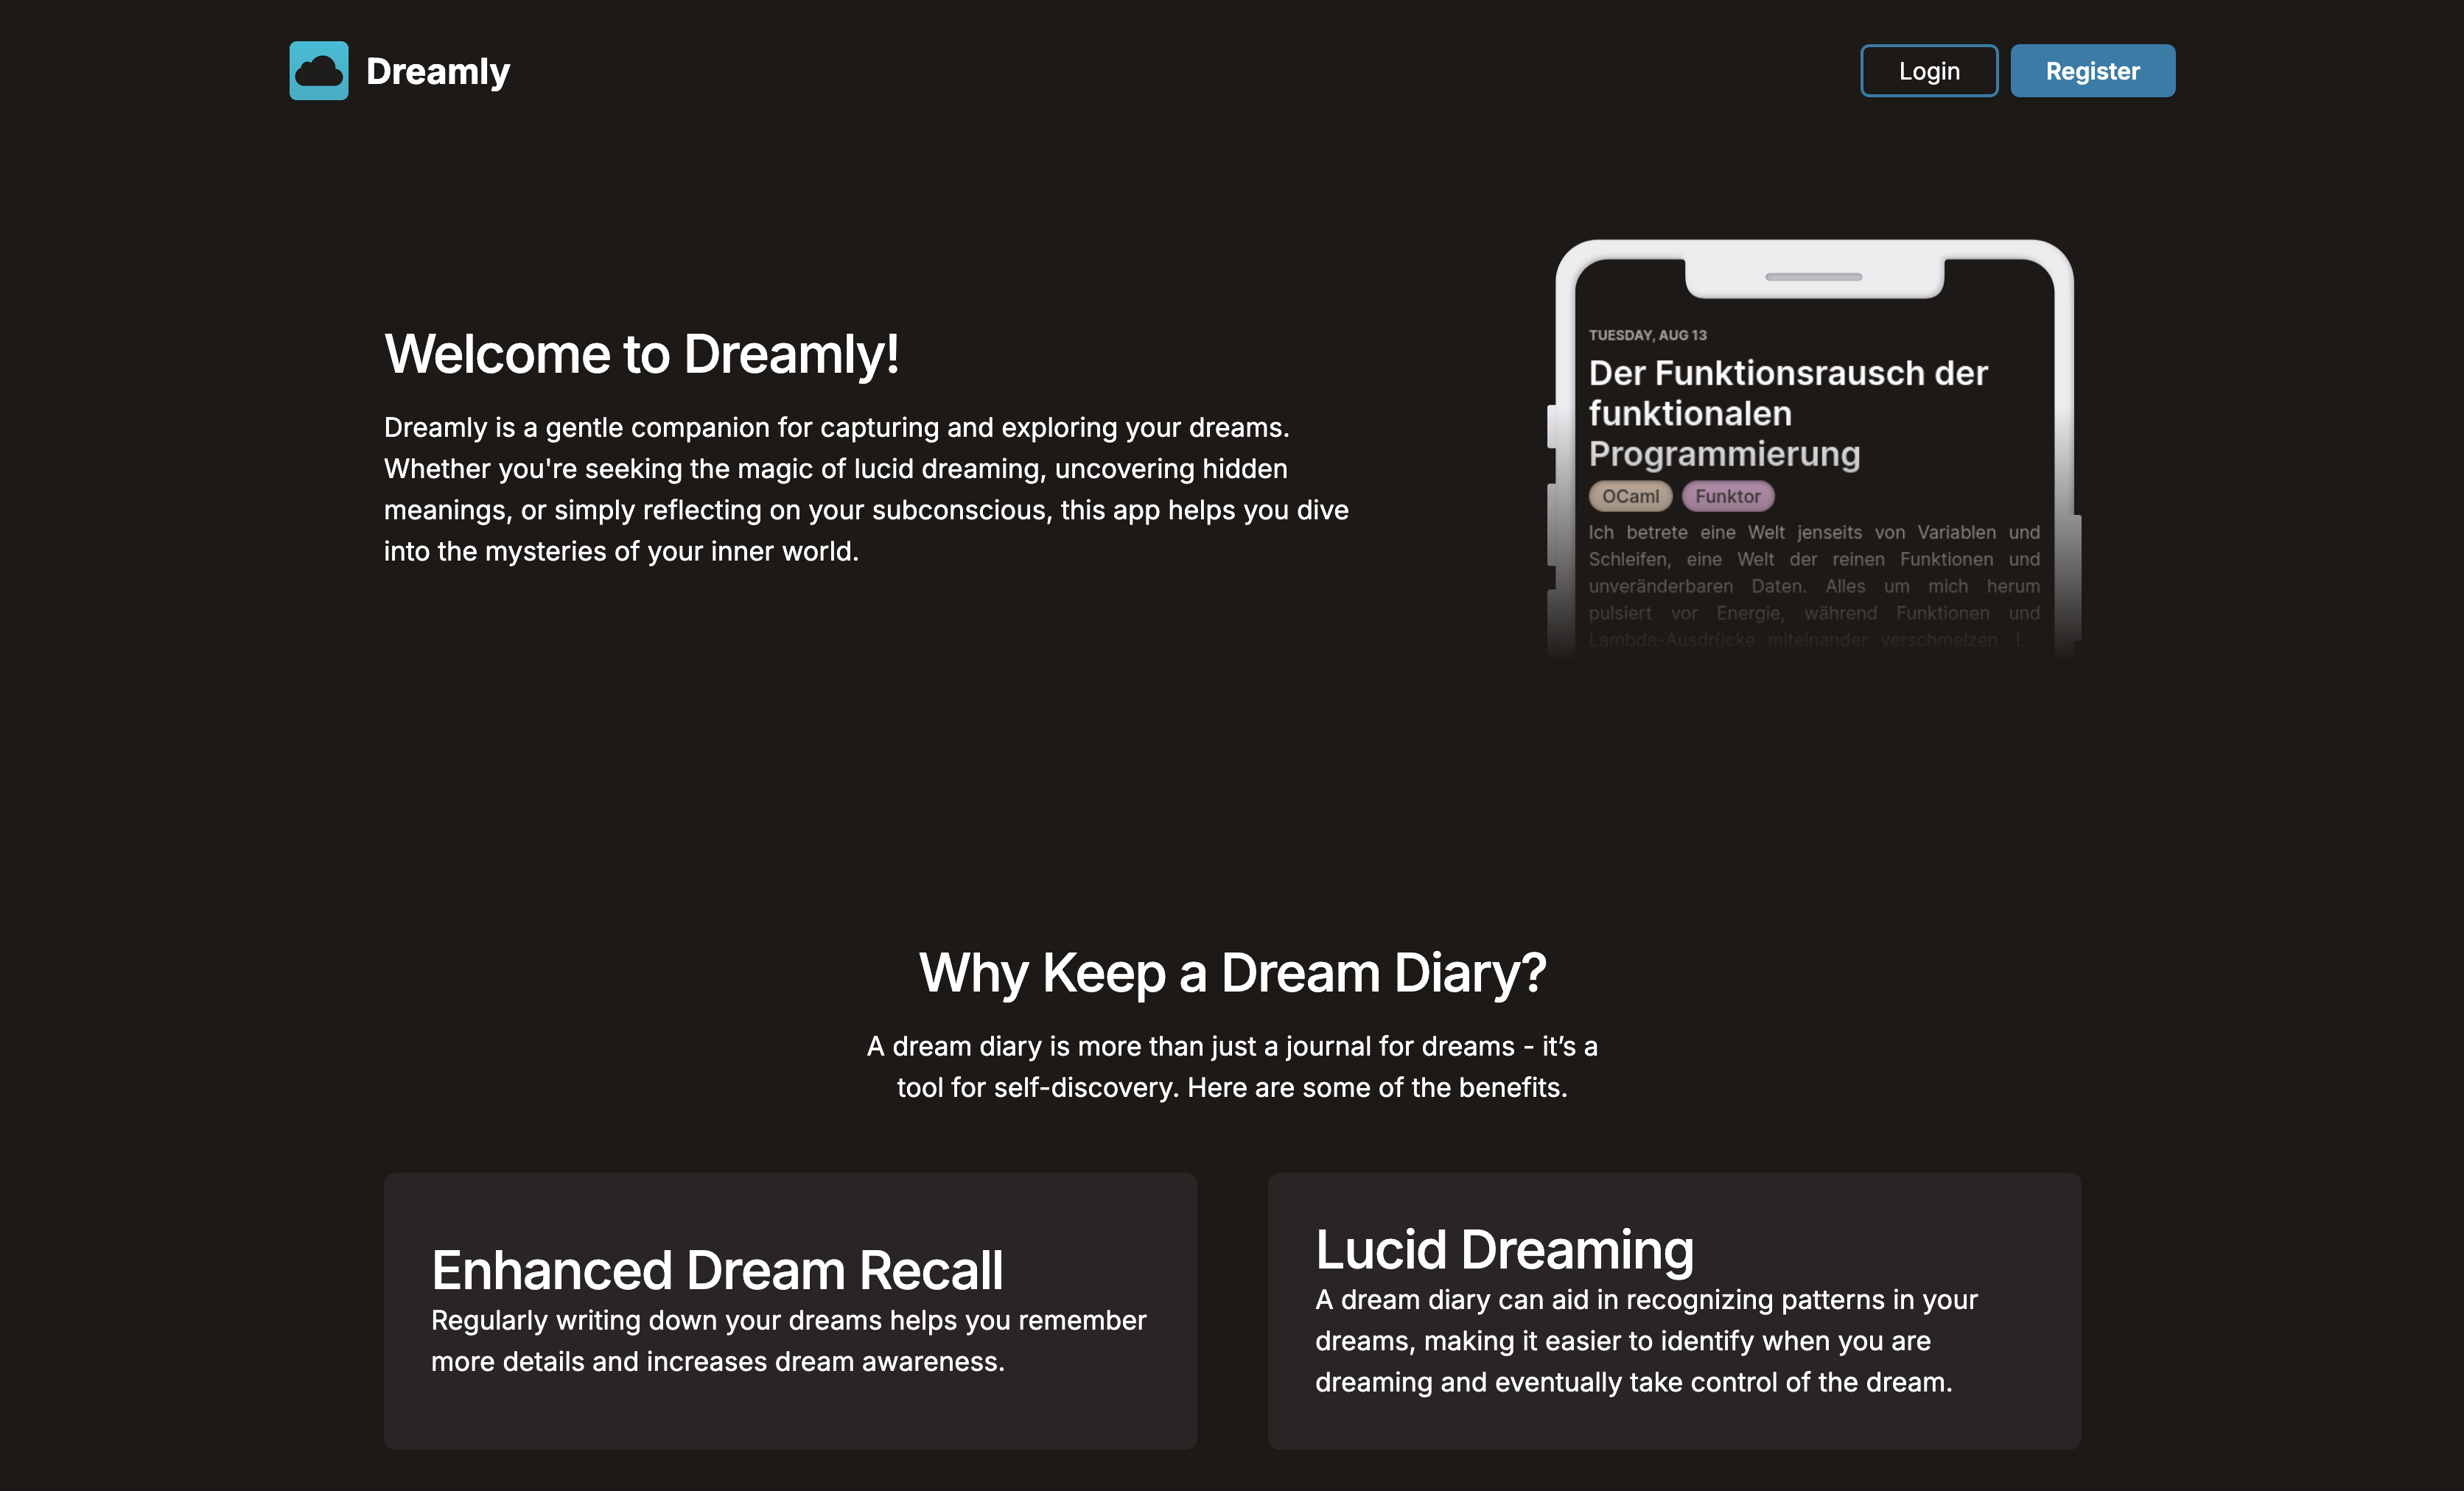 Dreamly
Login
Register
Welcome to Dreamly!
Dreamly is a gentle companion for capturing and exploring your dreams.
Whether you're seeking the magic of lucid dreaming, uncovering hidden
meanings, or simply reflecting on your subconscious, this app helps you dive
into the mysteries of your inner world.
TUESDAY, AUG 13
Der Funktionsrausch der
funktionalen
Programmierung
OCaml
Funktor
Ich betrete eine Welt jenseits von Variablen und
Schleifen, eine Welt der reinen Funktionen und
unveränderbaren Daten. Alles um mich herum
pulsiert vor Energie, während Funktionen und
Lambda-Ausdrücke miteinander verschmelzen. I...
Why Keep a Dream Diary?
A dream diary is more than just a journal for dreams - it’s a
tool for self-discovery. Here are some of the benefits.
Enhanced Dream Recall
Regularly writing down your dreams helps you remember
more details and increases dream awareness.
Lucid Dreaming
A dream diary can aid in recognizing patterns in your
dreams, making it easier to identify when you are
dreaming and eventually take control of the dream.